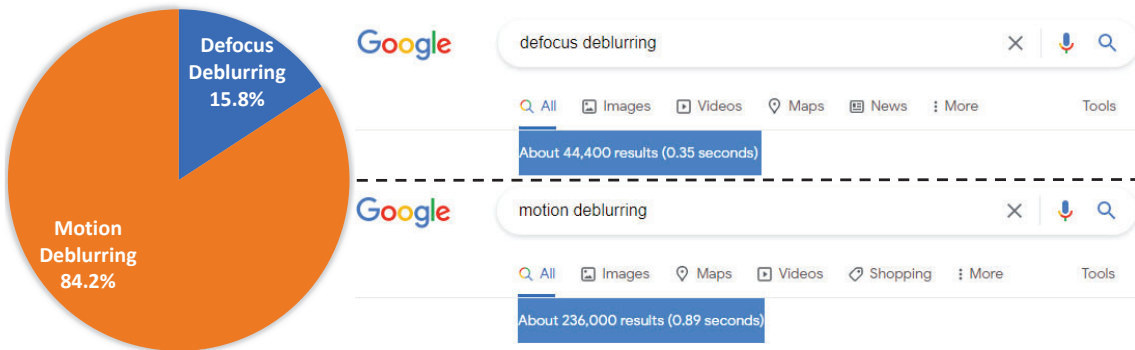 Defocus
Deblurring
15.8%
Motion
Deblurring
84.2%
Google
defocus deblurring
All Images Videos Maps News More Tools
About 44,400 results (0.35 seconds)
Google
motion deblurring
All Images Maps Videos Shopping More Tools
About 236,000 results (0.89 seconds)